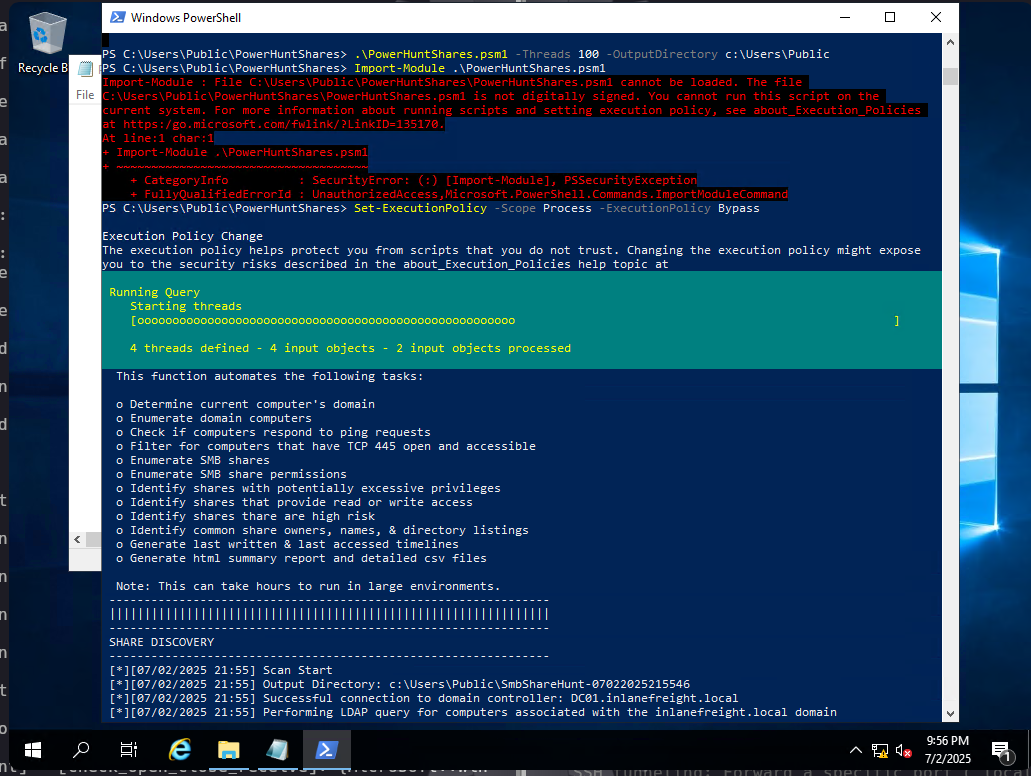 Windows PowerShell
Recycle B
File
PS C:\Users\Public\PowerHuntShares> .\PowerHuntShares.psm1 -Threads 100 -OutputDirectory c:\Users\Public
PS C:\Users\Public\PowerHuntShares> Import-Module .\PowerHuntShares.psm1
Import-Module : File C:\Users\Public\PowerHuntShares\PowerHuntShares.psm1 cannot be loaded. The file
C:\Users\Public\PowerHuntShares\PowerHuntShares.psm1 is not digitally signed. You cannot run this script on the
current system. For more information about running scripts and setting execution policy, see about_Execution_Policies
at https:/go.microsoft.com/fwlink/?LinkID=135170.
At line:1 char:1
+ Import-Module .\PowerHuntShares.psm1
+ ~~~~~~~~~~~~~~~~~~~~~~~~~~~~~~~~~~~~
+ CategoryInfo          : SecurityError: (:) [Import-Module], PSSecurityException
+ FullyQualifiedErrorId : UnauthorizedAccess,Microsoft.PowerShell.Commands.ImportModuleCommand
PS C:\Users\Public\PowerHuntShares> Set-ExecutionPolicy -Scope Process -ExecutionPolicy Bypass
Execution Policy Change
The execution policy helps protect you from scripts that you do not trust. Changing the execution policy might expose
you to the security risks described in the about_Execution_Policies help topic at
Running Query
Starting threads
[oooooooooooooooooooooooooooooooooooooooooooooooooooooo                                                      ]
4 threads defined - 4 input objects - 2 input objects processed
This function automates the following tasks:
o Determine current computer's domain
o Enumerate domain computers
o Check if computers respond to ping requests
o Filter for computers that have TCP 445 open and accessible
o Enumerate SMB shares
o Enumerate SMB share permissions
o Identify shares with potentially excessive privileges
o Identify shares that provide read or write access
o Identify shares thare are high risk
o Identify common share owners, names, & directory listings
o Generate last written & last accessed timelines
o Generate html summary report and detailed csv files
Note: This can take hours to run in large environments.
---------------------------------------------------------------
|||||||||||||||||||||||||||||||||||||||||||||||||||||||||||||||
---------------------------------------------------------------
SHARE DISCOVERY
---------------------------------------------------------------
[*][07/02/2025 21:55] Scan Start
[*][07/02/2025 21:55] Output Directory: c:\Users\Public\SmbShareHunt-07022025215546
[*][07/02/2025 21:55] Successful connection to domain controller: DC01.inlanefreight.local
[*][07/02/2025 21:55] Performing LDAP query for computers associated with the inlanefreight.local domain
9:56 PM
7/2/2025
1